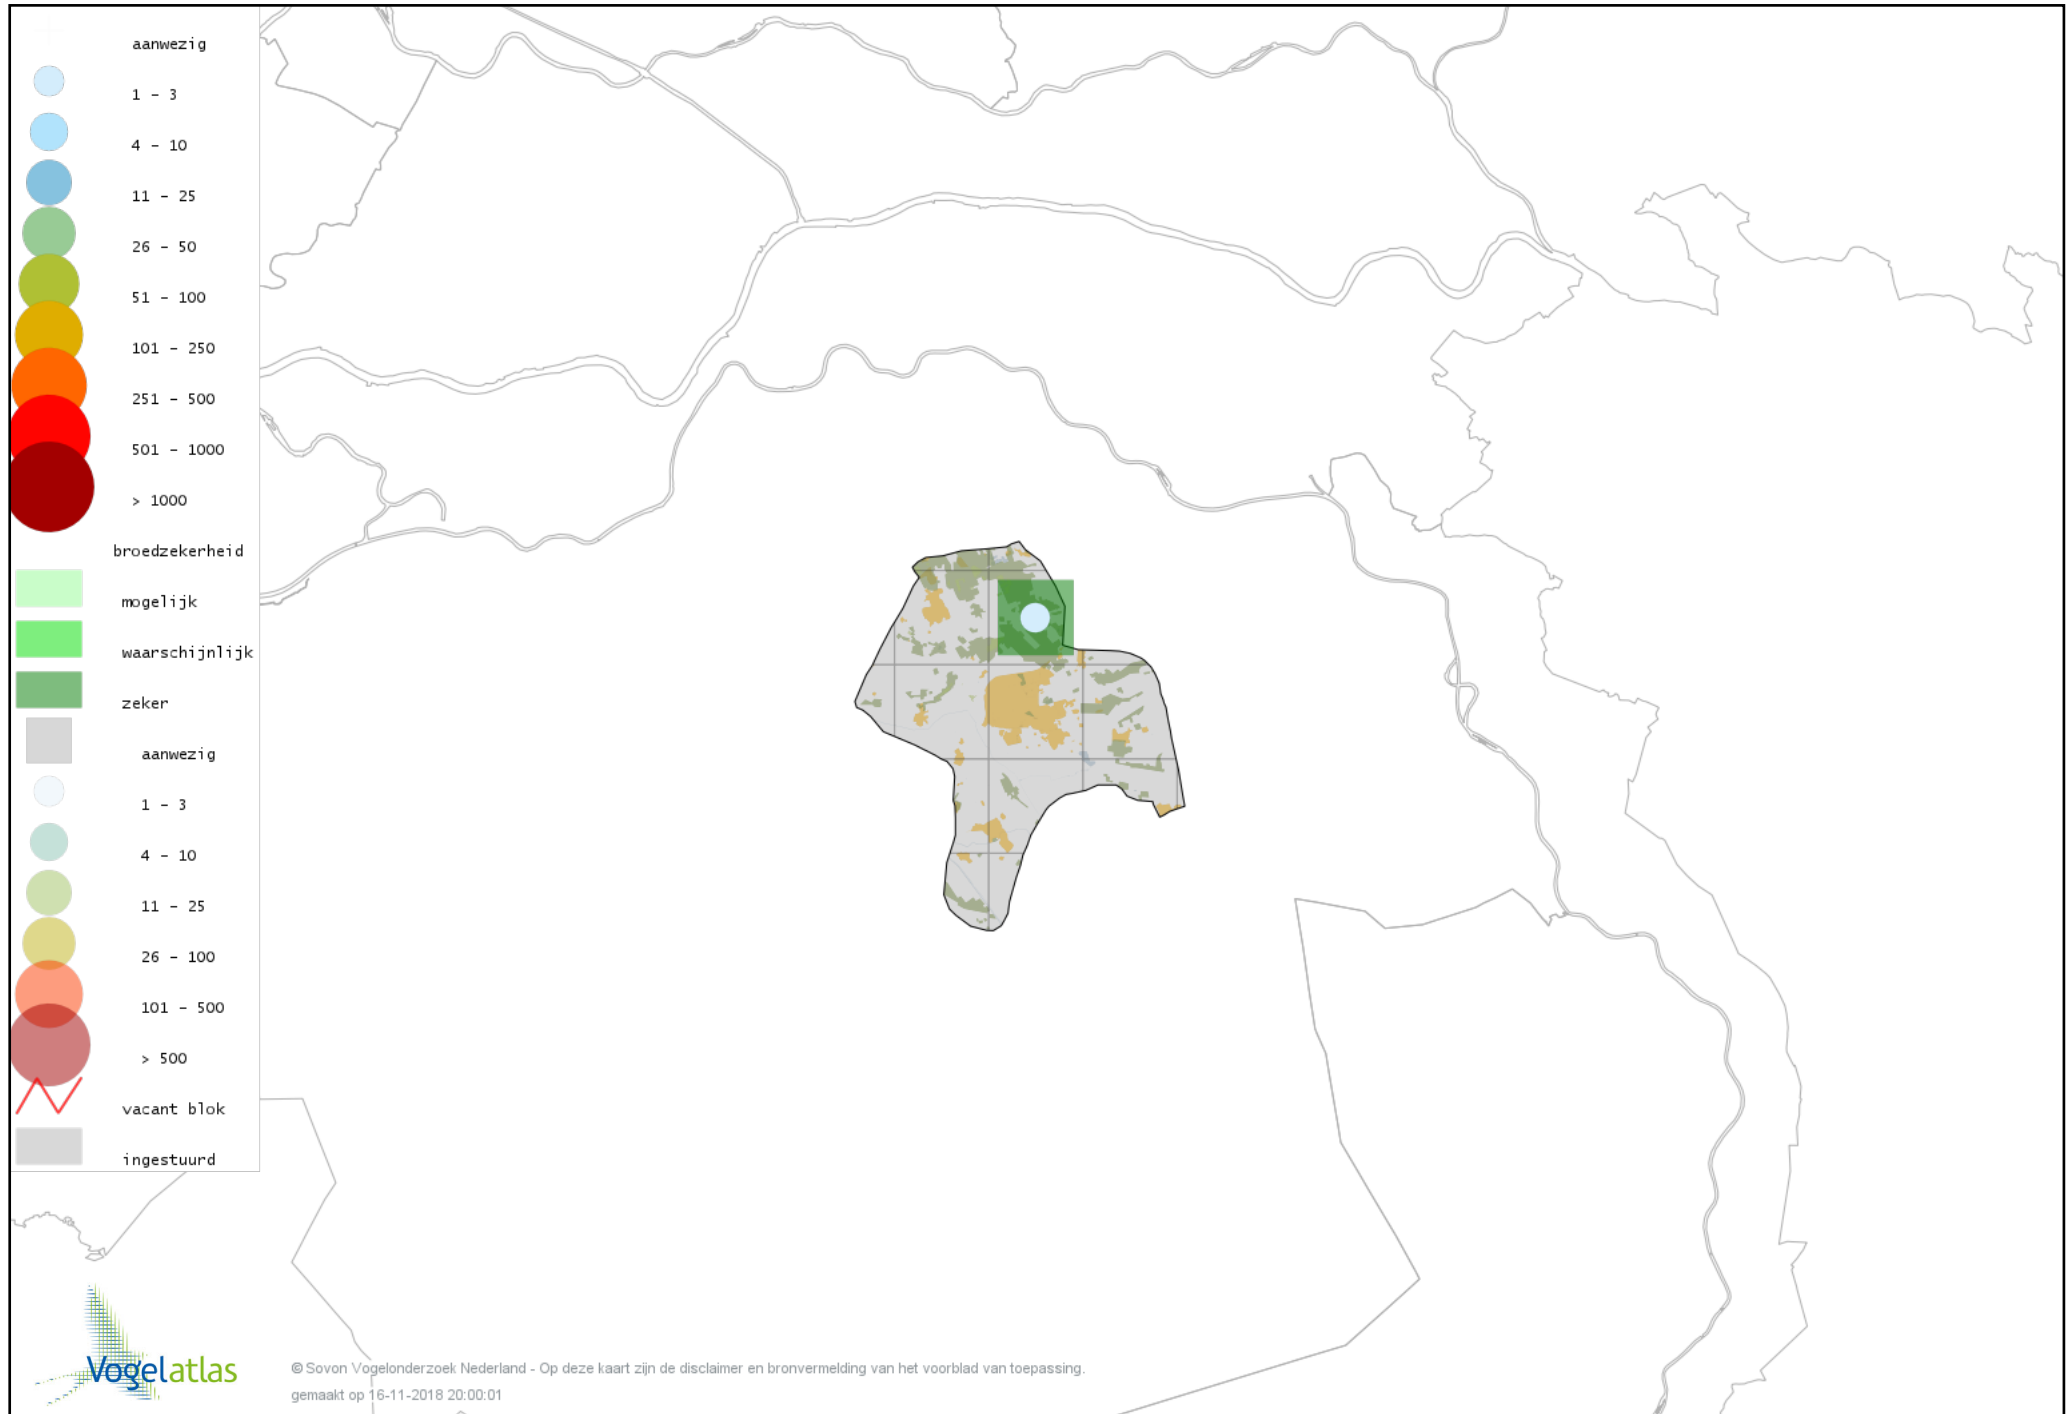 aanwezig
1 - 3
4 - 10
11 - 25
26 - 50
51 - 100
101 - 250
251 - 500
501 - 1000
> 1000
broedzekerheid
mogelijk
waarschijnlijk
zeker
aanwezig
1 - 3
4 - 10
11 - 25
26 - 100
101 - 500
> 500
vacant blok
ingestuurd
Vogelatlas
© Sovon Vogelonderzoek Nederland - Op deze kaart zijn de disclaimer en bronvermelding van het voorblad van toepassing.
gemaakt op 16-11-2018 20:00:01